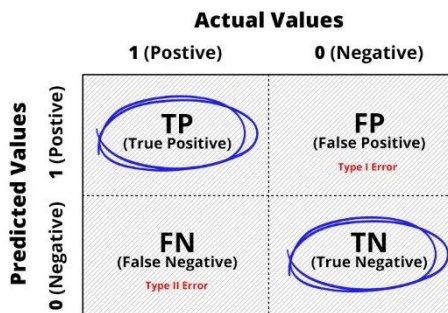 Actual Values
1 (Postive) 0 (Negative)
Predicted Values
1 (Postive)
TP
(True Positive)
FP
(False Positive)
Type I Error
0 (Negative)
FN
(False Negative)
Type II Error
TN
(True Negative)